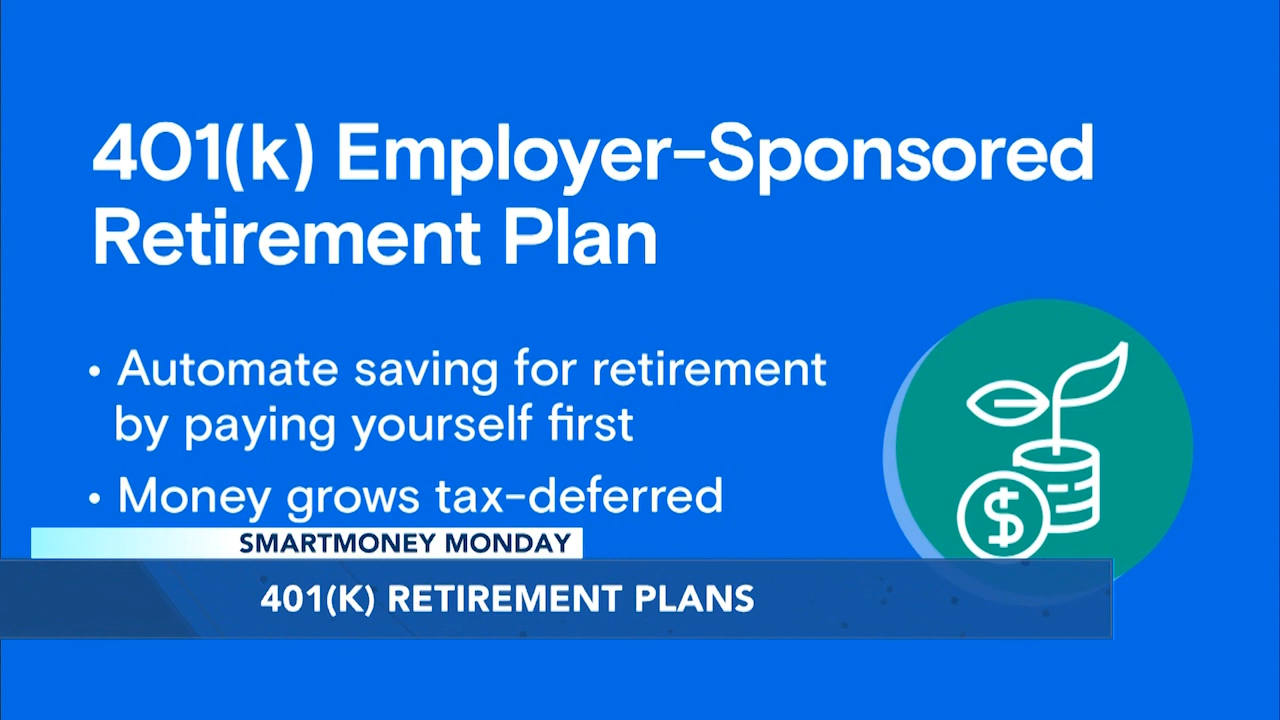 401(k) Employer-Sponsored
Retirement Plan
• Automate saving for retirement
by paying yourself first
• Money grows tax-deferred
SMARTMONEY MONDAY
401(K) RETIREMENT PLANS
$